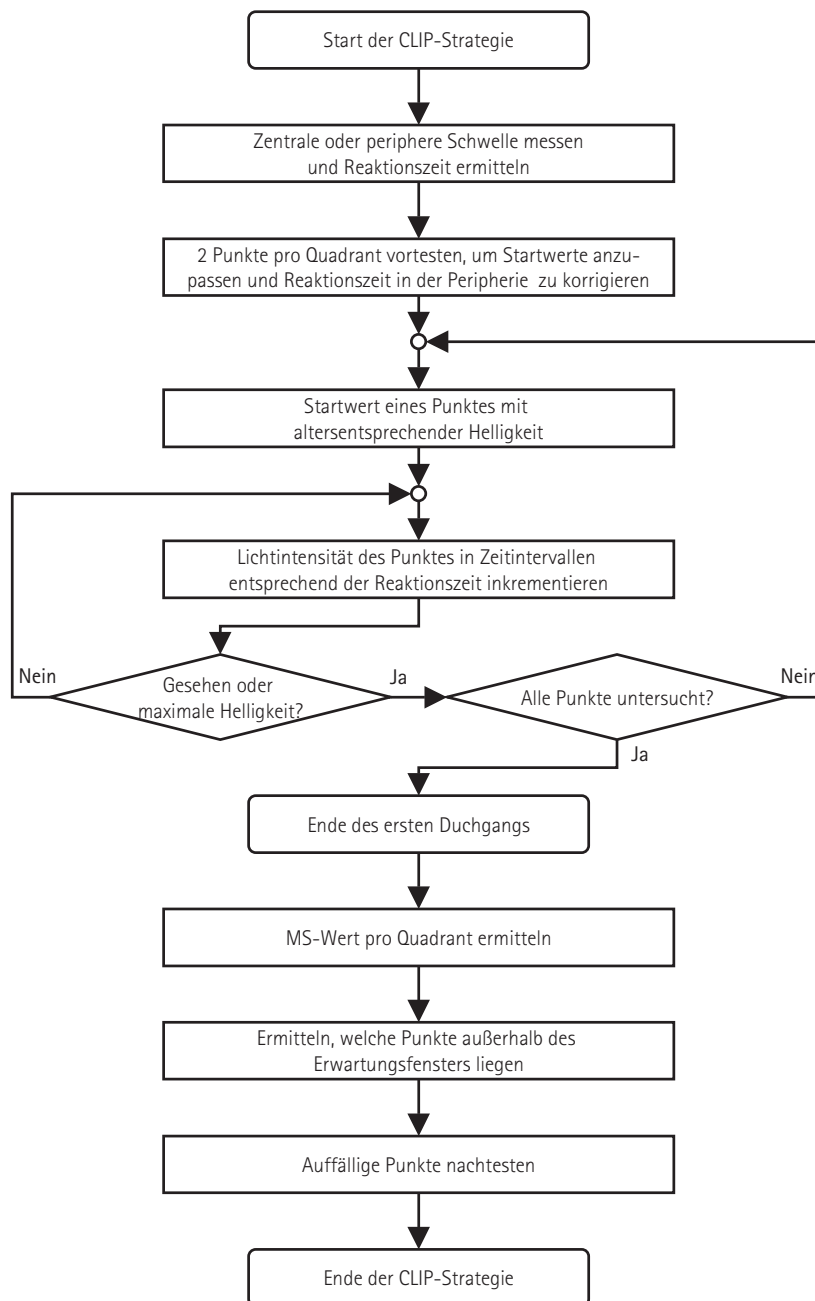 Start der CLIP-Strategie
Zentrale oder periphere Schwelle messen
und Reaktionszeit ermitteln
2 Punkte pro Quadrant vortesten, um Startwerte anzu-
passen und Reaktionszeit in der Peripherie zu korrigieren
Startwert eines Punktes mit
altersentsprechender Helligkeit
Lichtintensität des Punktes in Zeitintervallen
entsprechend der Reaktionszeit inkrementieren
Nein
Gesehen oder
maximale Helligkeit?
Ja
Alle Punkte untersucht?
Nein
Ja
Ende des ersten Duchgangs
MS-Wert pro Quadrant ermitteln
Ermitteln, welche Punkte außerhalb des
Erwartungsfensters liegen
Auffällige Punkte nachtesten
Ende der CLIP-Strategie